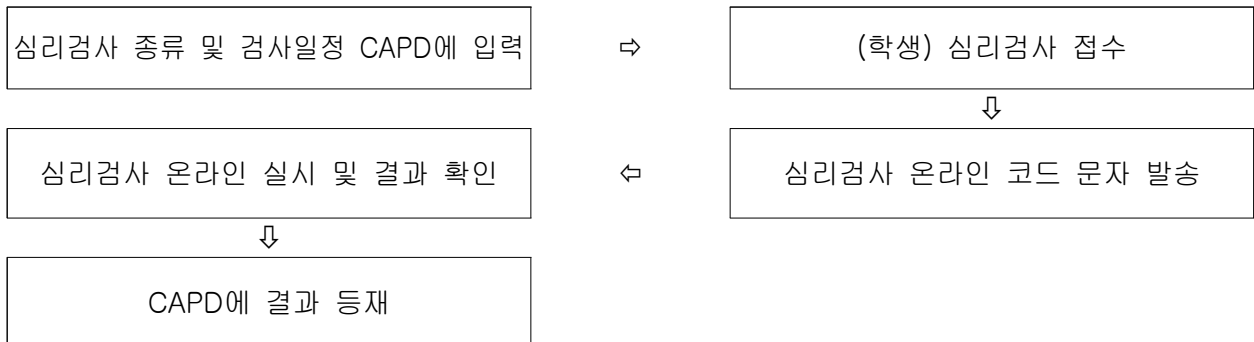 심리검사 종류 및 검사일정 CAPD에 입력
⇨
(학생) 심리검사 접수
⇩
심리검사 온라인 코드 문자 발송
⇦
심리검사 온라인 실시 및 결과 확인
⇩
CAPD에 결과 등재